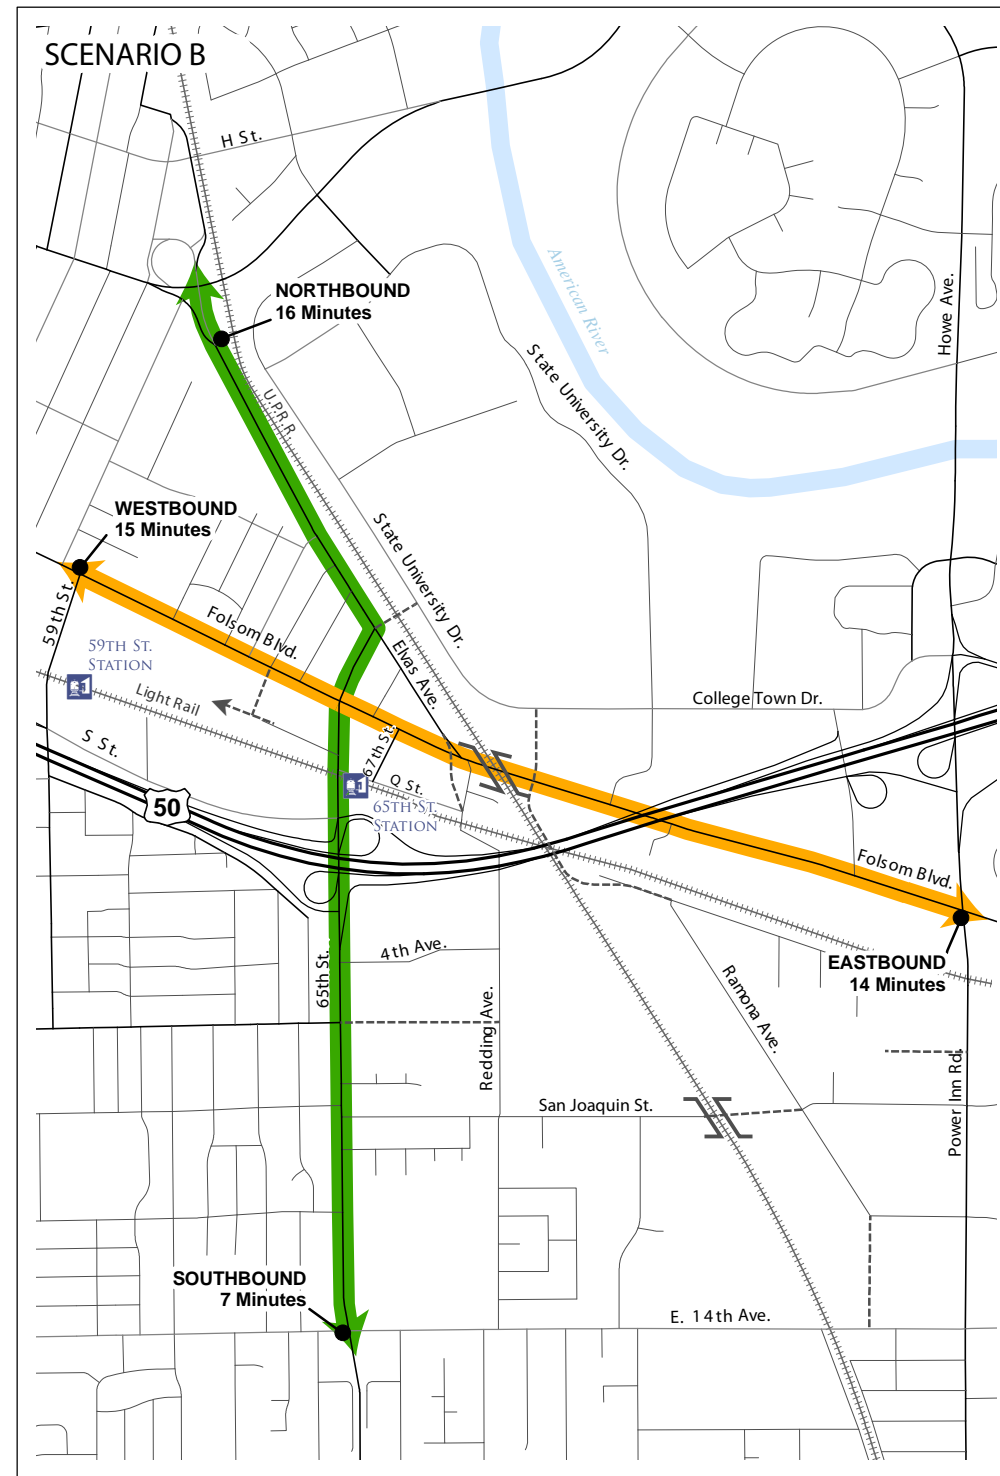 SCENARIO B
H St.
NORTHBOUND
16 Minutes
American River
Howe Ave.
State University Dr.
U.P.R.R.
WESTBOUND
15 Minutes
State University Dr.
59th St.
Folsom Blvd.
59TH ST.
STATION
Elvas Ave.
Light Rail
College Town Dr.
S St.
67th St.
Q St.
50
65TH ST.
STATION
Folsom Blvd.
4th Ave.
65th St.
EASTBOUND
14 Minutes
Ramona Ave.
Redding Ave.
San Joaquin St.
Power Inn Rd.
SOUTHBOUND
7 Minutes
E. 14th Ave.